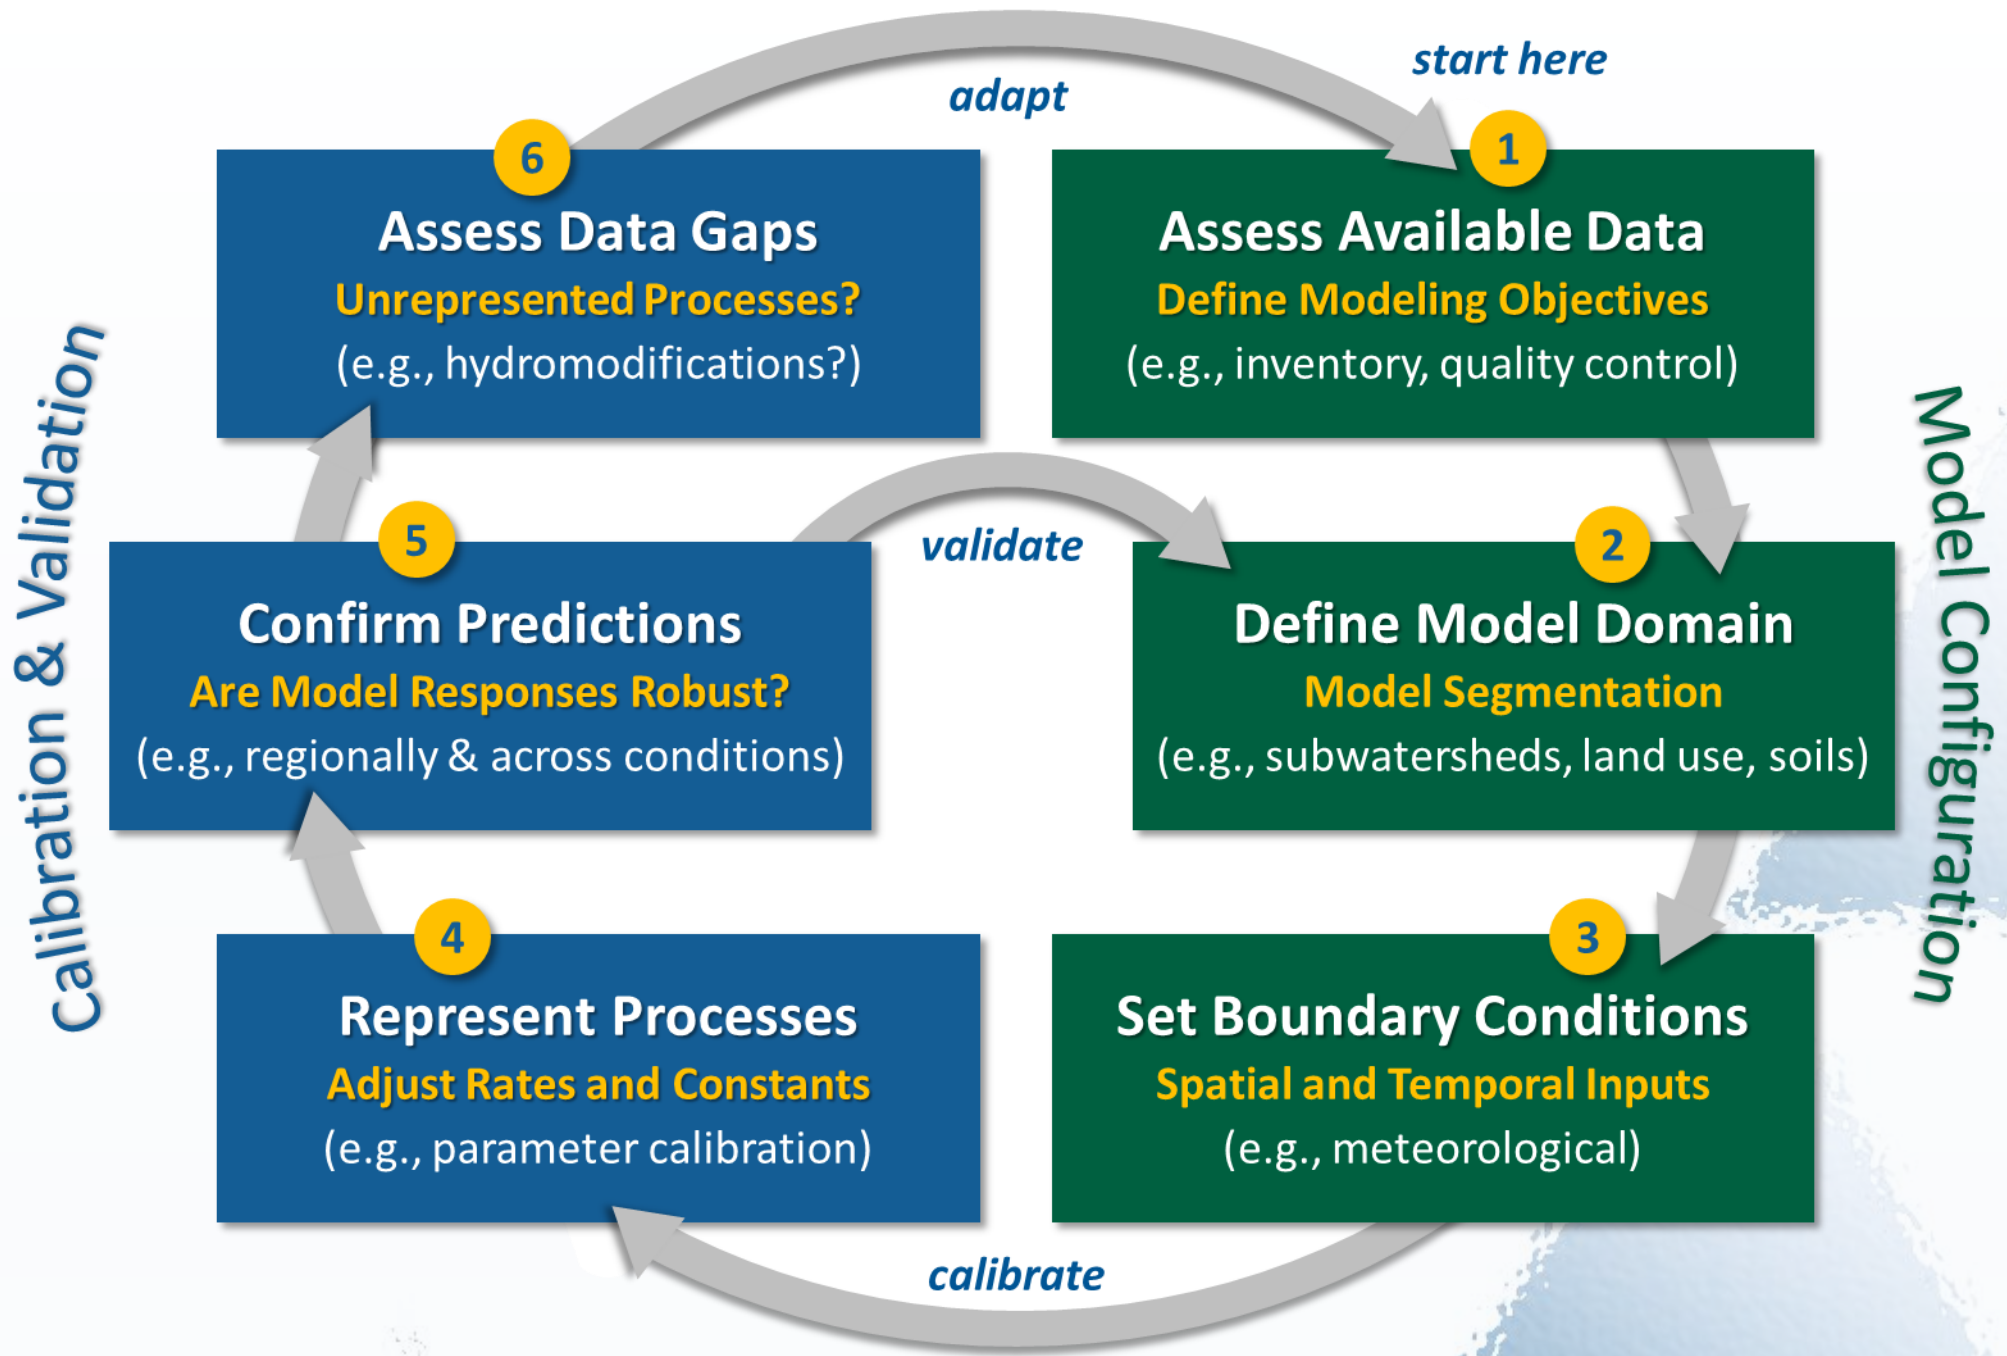 start here
adapt
1
Assess Available Data
Define Modeling Objectives
(e.g., inventory, quality control)
2
Define Model Domain
Model Segmentation
(e.g., subwatersheds, land use, soils)
3
Set Boundary Conditions
Spatial and Temporal Inputs
(e.g., meteorological)
calibrate
4
Represent Processes
Adjust Rates and Constants
(e.g., parameter calibration)
5
Confirm Predictions
Are Model Responses Robust?
(e.g., regionally & across conditions)
validate
6
Assess Data Gaps
Unrepresented Processes?
(e.g., hydromodifications?)
Calibration & Validation
Model Configuration